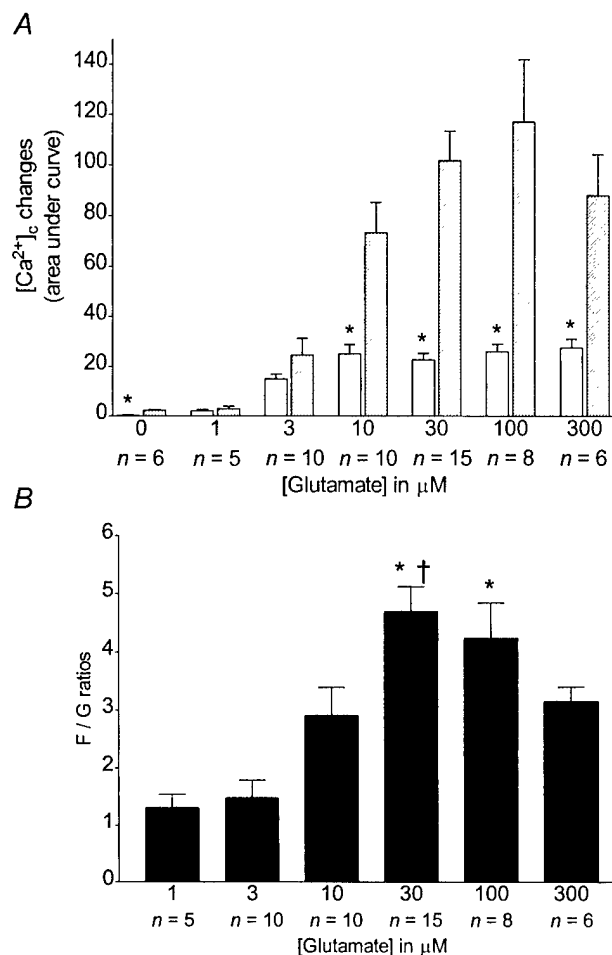 A
[Ca2+]c changes
(area under curve)
140
120
100
80
60
40
20
0
*
*
*
*
*
0 1 3 10 30 100 300
n = 6 n = 5 n = 10 n = 10 n = 15 n = 8 n = 6
[Glutamate] in μM
B
F / G ratios
6
5
4
3
2
1
0
* † *
1 3 10 30 100 300
n = 5 n = 10 n = 10 n = 15 n = 8 n = 6
[Glutamate] in μM